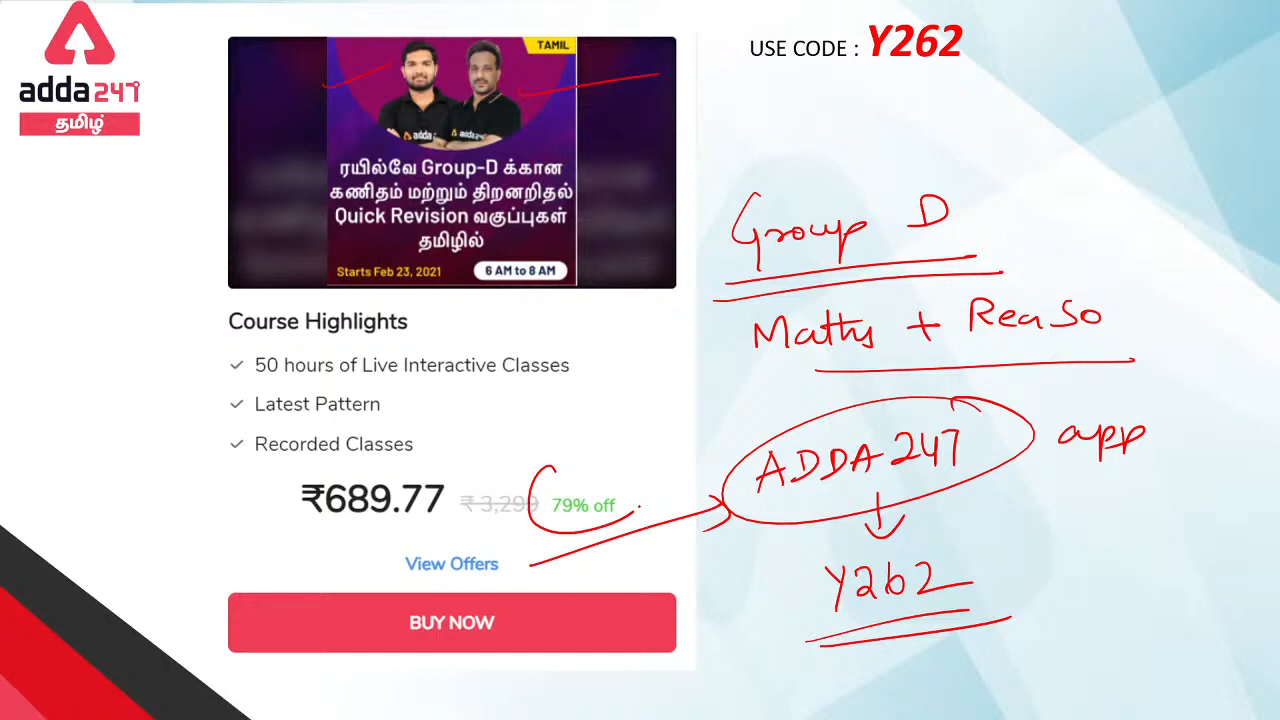 adda247
தமிழ்
TAMIL
adda247
adda247
ரயில்வே Group-D க்கான
கணிதம் மற்றும் திறனறிதல்
Quick Revision வகுப்புகள்
தமிழில்
Starts Feb 23, 2021
6 AM to 8 AM
Course Highlights
50 hours of Live Interactive Classes
Latest Pattern
Recorded Classes
₹689.77 ₹ 3,299 79% off
View Offers
BUY NOW
USE CODE : Y262
Group D
Maths + Reaso
ADDA247 app
Y262